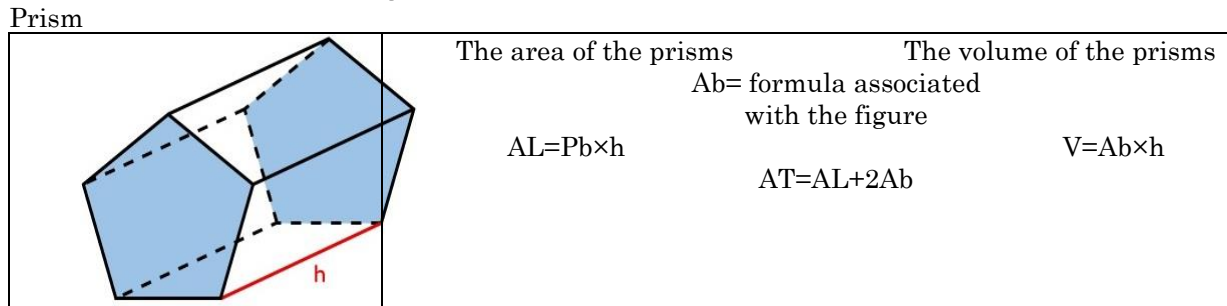 Prism
The area of the prisms The volume of the prisms
Ab= formula associated
with the figure
AL=Pb×h V=Ab×h
AT=AL+2Ab
h